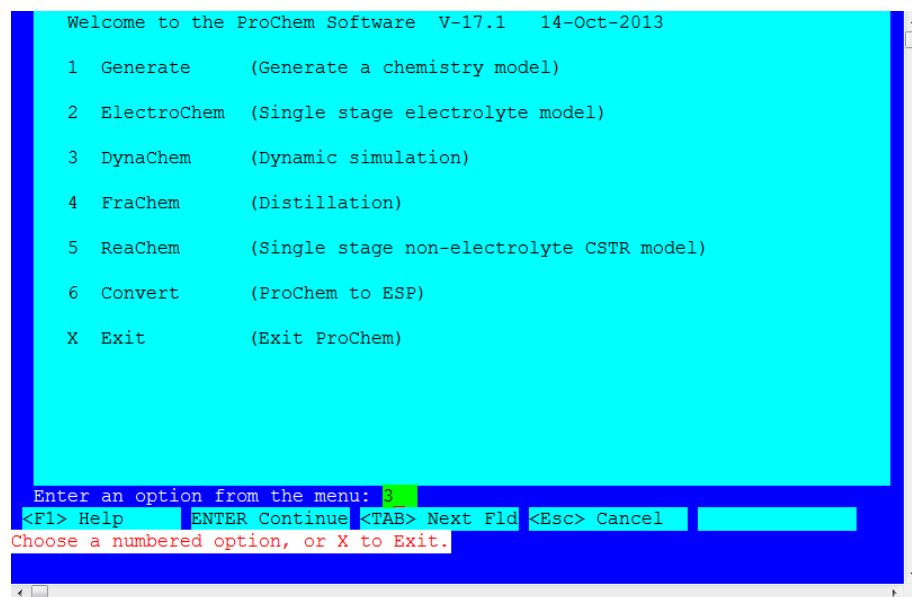 Welcome to the ProChem Software V-17.1 14-Oct-2013
1 Generate (Generate a chemistry model)
2 ElectroChem (Single stage electrolyte model)
3 DynaChem (Dynamic simulation)
4 FraChem (Distillation)
5 ReaChem (Single stage non-electrolyte CSTR model)
6 Convert (ProChem to ESP)
X Exit (Exit ProChem)
Enter an option from the menu: 3
<F1> Help ENTER Continue <TAB> Next Fld <Esc> Cancel
Choose a numbered option, or X to Exit.